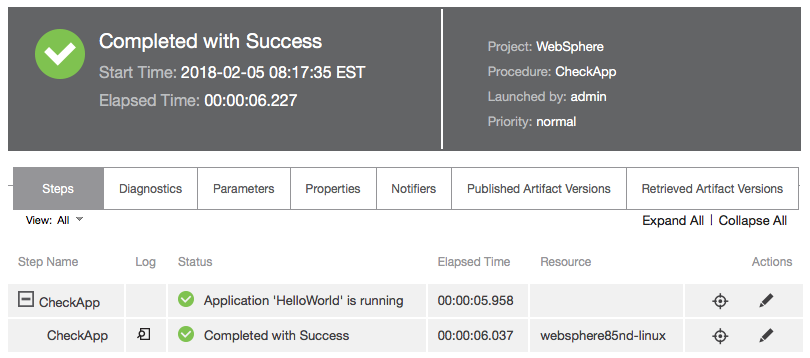 Completed with Success
Start Time: 2018-02-05 08:17:35 EST
Elapsed Time: 00:00:06.227
Project: WebSphere
Procedure: CheckApp
Launched by: admin
Priority: normal
Steps Diagnostics Parameters Properties Notifiers Published Artifact Versions Retrieved Artifact Versions
View: All Expand All | Collapse All
Step Name Log Status Elapsed Time Resource Actions
CheckApp Application 'HelloWorld' is running 00:00:05.958
CheckApp Completed with Success 00:00:06.037 websphere85nd-linux